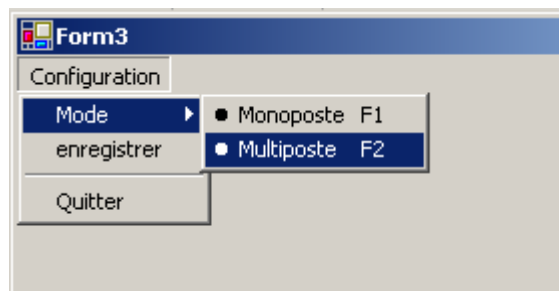 Form3
Configuration
Mode
Monoposte F1
enregistrer
Multiposte F2
Quitter